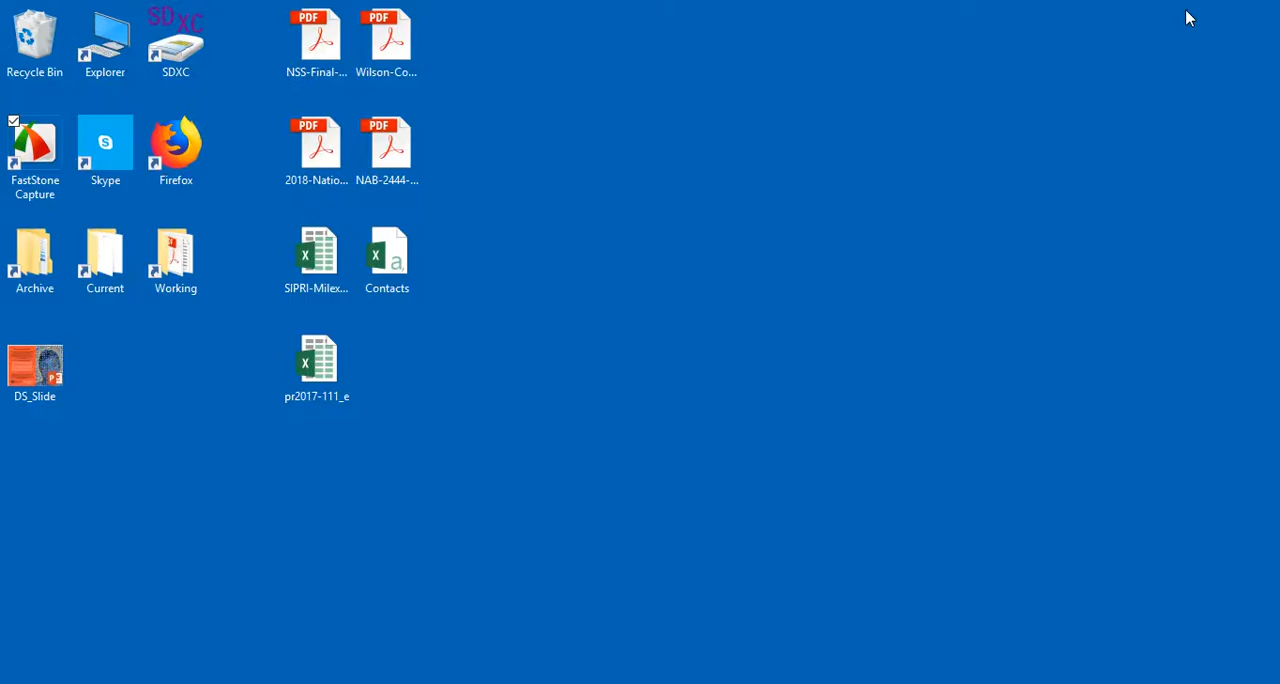 SDXC
PDF
PDF
Recycle Bin
Explorer
SDXC
NSS-Final-...
Wilson-Co...
PDF
PDF
FastStone
Capture
Skype
Firefox
2018-Natio...
NAB-2444-...
Archive
Current
Working
SIPRI-Milex...
Contacts
DS_Slide
pr2017-111_e